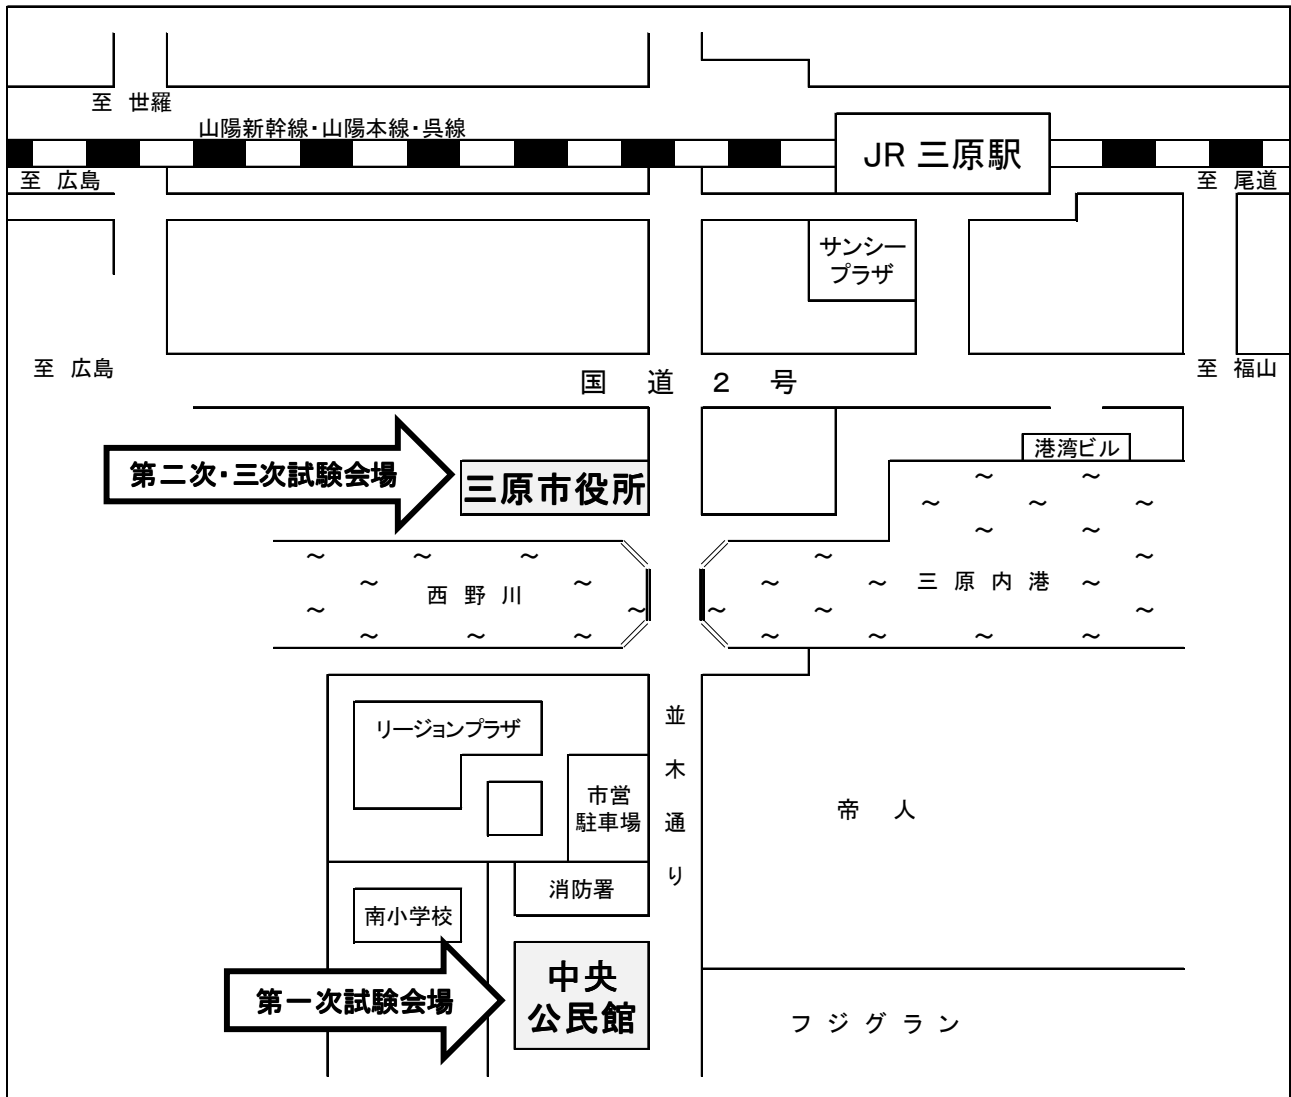 至 世羅
山陽新幹線・山陽本線・呉線
JR 三原駅
至 広島
至 尾道
サンシー
プラザ
至 広島
至 福山
国 道 2 号
港湾ビル
第二次・三次試験会場
三原市役所
西 野 川
三 原 内 港
並
木
通
り
リージョンプラザ
市営
駐車場
帝 人
消防署
南小学校
中央
公民館
第一次試験会場
フ ジ グ ラ ン